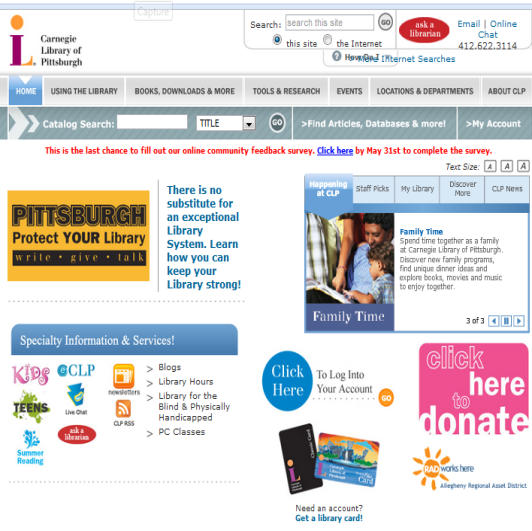 Capture
Carnegie
Library of
Pittsburgh
Search: search this site GO
this site the Internet
More Internet Searches
ask a
librarian
Email | Online
Chat
412.622.3114
HOME USING THE LIBRARY BOOKS, DOWNLOADS & MORE TOOLS & RESEARCH EVENTS LOCATIONS & DEPARTMENTS ABOUT CLP
Catalog Search: TITLE GO >Find Articles, Databases & more! >My Account
This is the last chance to fill out our online community feedback survey. Click here by May 31st to complete the survey.
Text Size: A A A
PITTSBURGH
Protect YOUR Library
write • give • talk
There is no
substitute for
an exceptional
Library
System. Learn
how you can
keep your
Library strong!
Happening
at CLP
Staff Picks
My Library
Discover
More
CLP News
Family Time
Spend time together as a family
at Carnegie Library of Pittsburgh.
Discover new family programs,
find unique dinner ideas and
explore books, movies and music
to enjoy together.
Family Time
3 of 3
Specialty Information & Services!
KIDS
eCLP
newsletters
TEENS
Live Chat
CLP RSS
Summer
Reading
ask a
librarian
> Blogs
> Library Hours
> Library for the
Blind & Physically
Handicapped
> PC Classes
Click
Here
To Log Into
Your Account
GO
Classic Card
Carnegie
Library of
Pittsburgh
Card
Need an account?
Get a library card!
click
here
to
donate
RAD works here
Allegheny Regional Asset District